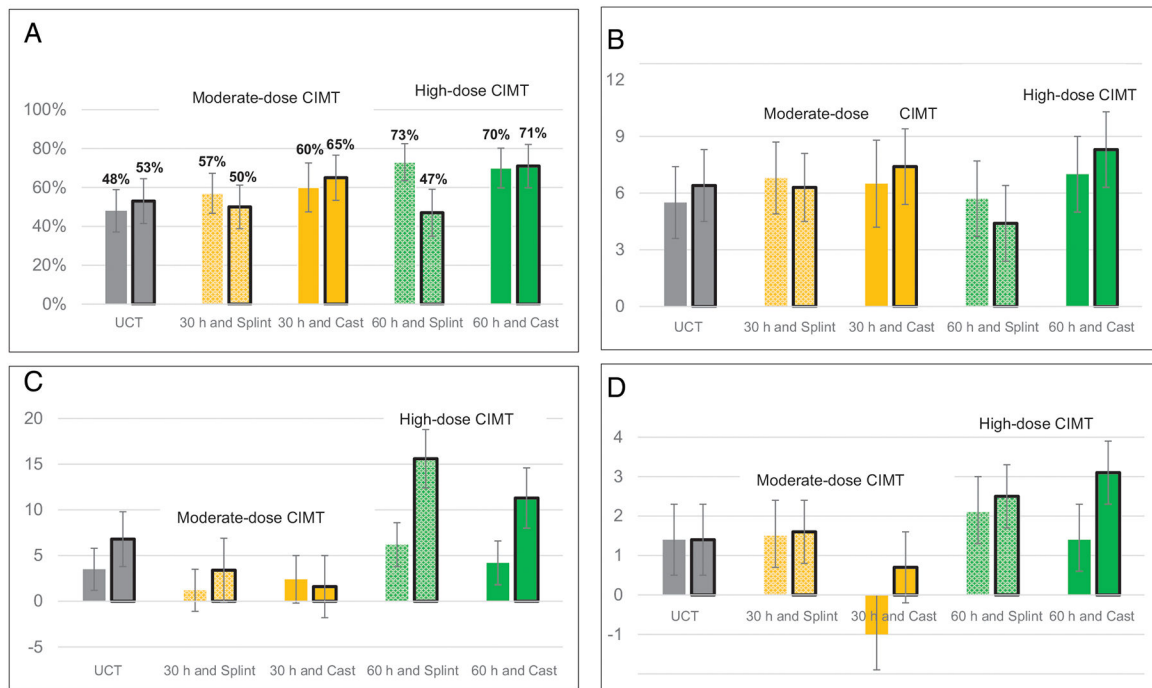 A
Moderate-dose CIMT
High-dose CIMT
100%
80%
60%
40%
20%
0%
48%
53%
57%
50%
60%
65%
73%
47%
70%
71%
UCT
30 h and Splint
30 h and Cast
60 h and Splint
60 h and Cast
B
12
9
6
3
0
Moderate-dose CIMT
High-dose CIMT
UCT
30 h and Splint
30 h and Cast
60 h and Splint
60 h and Cast
C
20
15
10
5
0
-5
High-dose CIMT
Moderate-dose CIMT
UCT
30 h and Splint
30 h and Cast
60 h and Splint
60 h and Cast
D
4
3
2
1
0
-1
High-dose CIMT
Moderate-dose CIMT
UCT
30 h and Splint
30 h and Cast
60 h and Splint
60 h and Cast